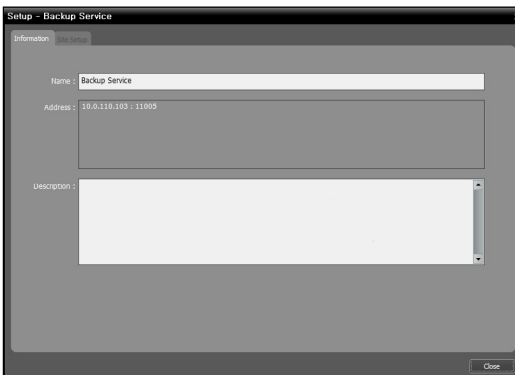 Setup - Backup Service
Information Site Setup
Name : Backup Service
Address : 10.0.110.103 : 11005
Description :
Close